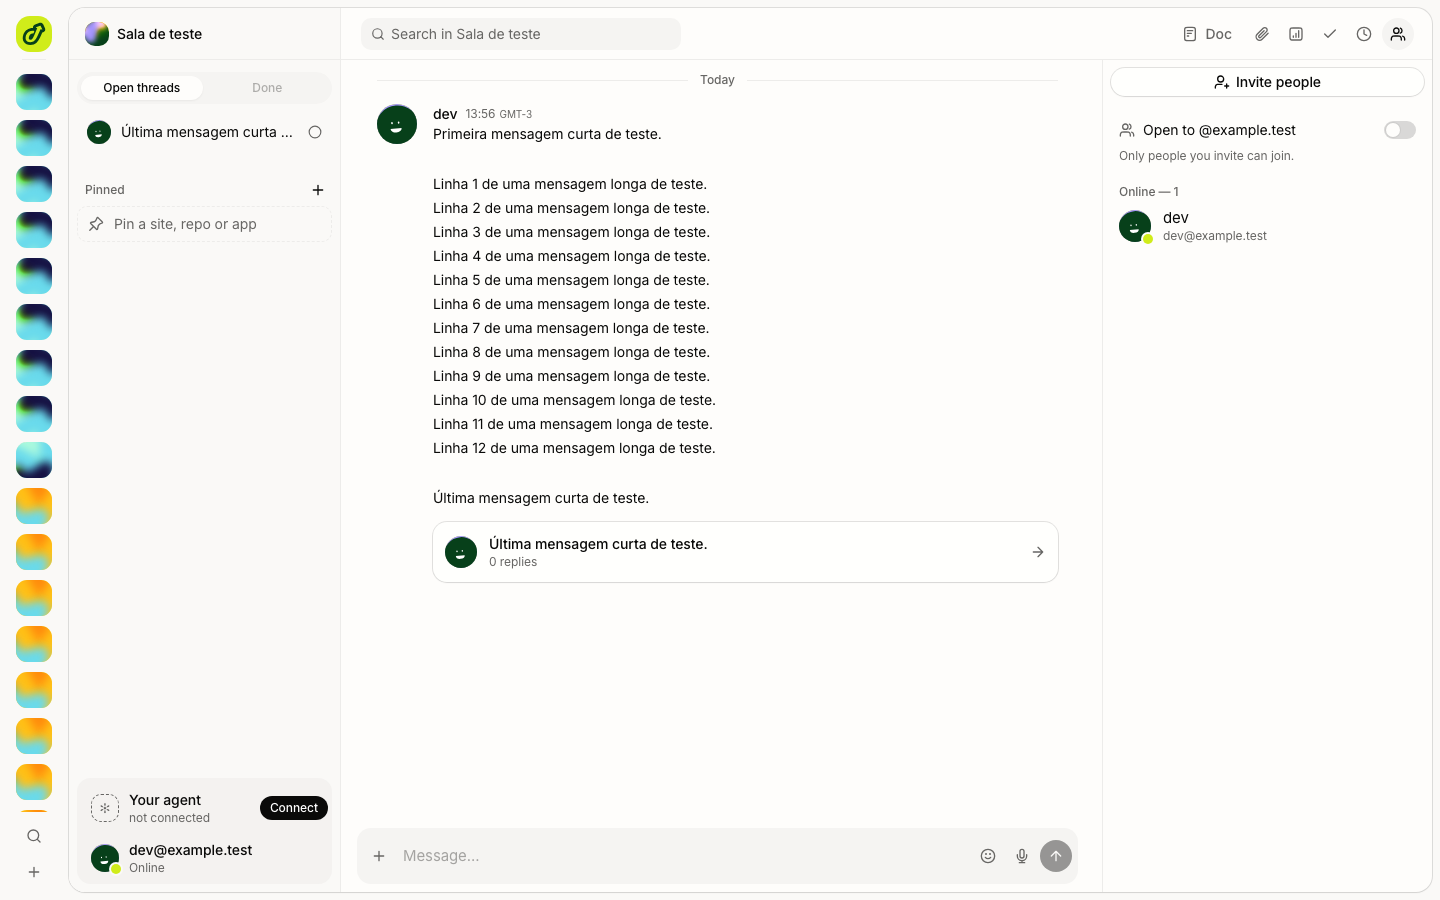 Sala de teste
Search in Sala de teste
Doc
Open threads
Done
Última mensagem curta ...
Pinned
Pin a site, repo or app
Your agent
not connected
Connect
dev@example.test
Online
Today
dev 13:56 GMT-3
Primeira mensagem curta de teste.
Linha 1 de uma mensagem longa de teste.
Linha 2 de uma mensagem longa de teste.
Linha 3 de uma mensagem longa de teste.
Linha 4 de uma mensagem longa de teste.
Linha 5 de uma mensagem longa de teste.
Linha 6 de uma mensagem longa de teste.
Linha 7 de uma mensagem longa de teste.
Linha 8 de uma mensagem longa de teste.
Linha 9 de uma mensagem longa de teste.
Linha 10 de uma mensagem longa de teste.
Linha 11 de uma mensagem longa de teste.
Linha 12 de uma mensagem longa de teste.
Última mensagem curta de teste.
Última mensagem curta de teste.
0 replies
Message...
Invite people
Open to @example.test
Only people you invite can join.
Online — 1
dev
dev@example.test